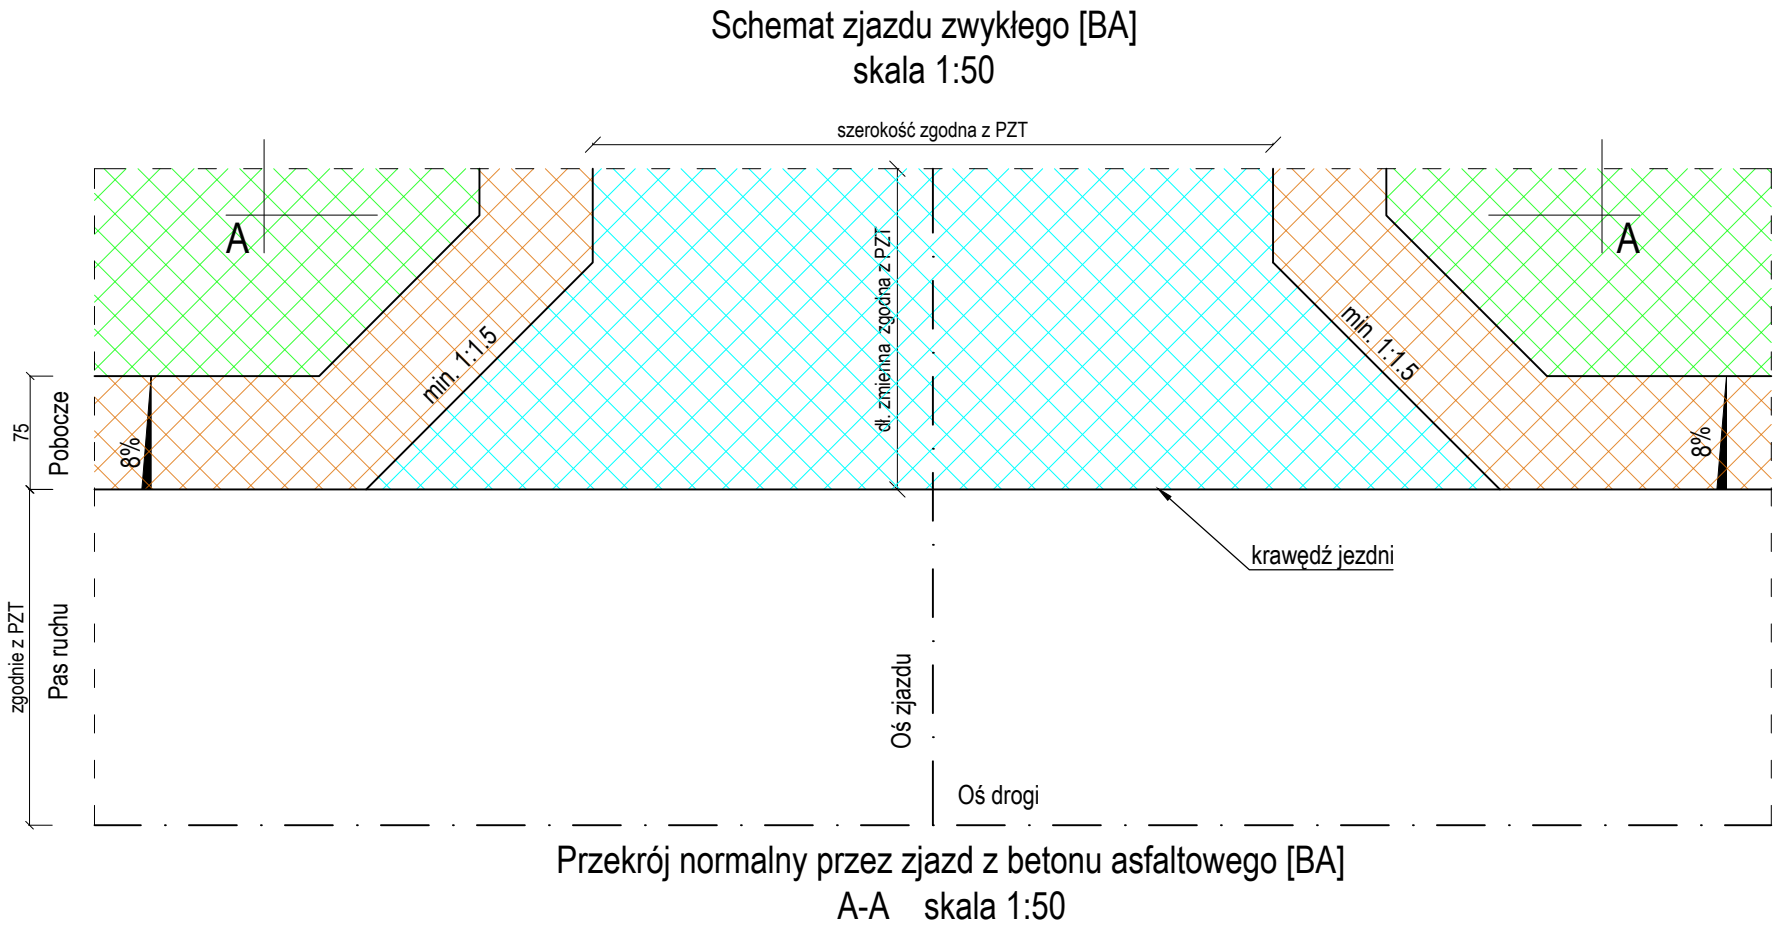 Schemat zjazdu zwykłego [BA]
skala 1:50
szerokość zgodna z PZT
A
A
dł. zmienna zgodna z PZT
min. 1:1.5
min. 1:1.5
75
Pobocze
8%
8%
krawędź jezdni
zgodnie z PZT
Pas ruchu
Oś zjazdu
Oś drogi
Przekrój normalny przez zjazd z betonu asfaltowego [BA]
A-A skala 1:50